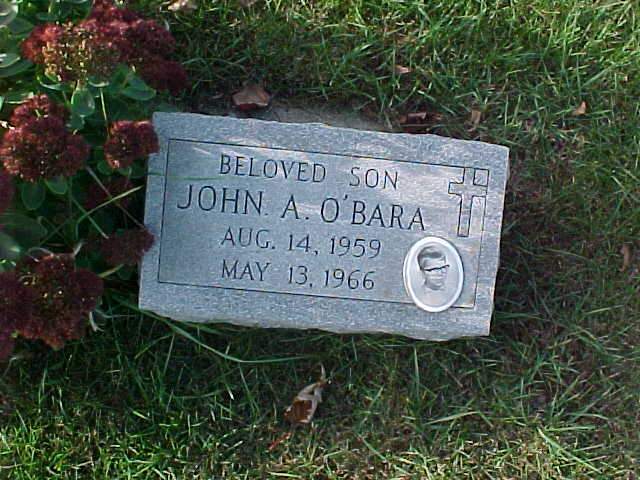 BELOVED SON
JOHN A. O'BARA
AUG. 14, 1959
MAY 13, 1966